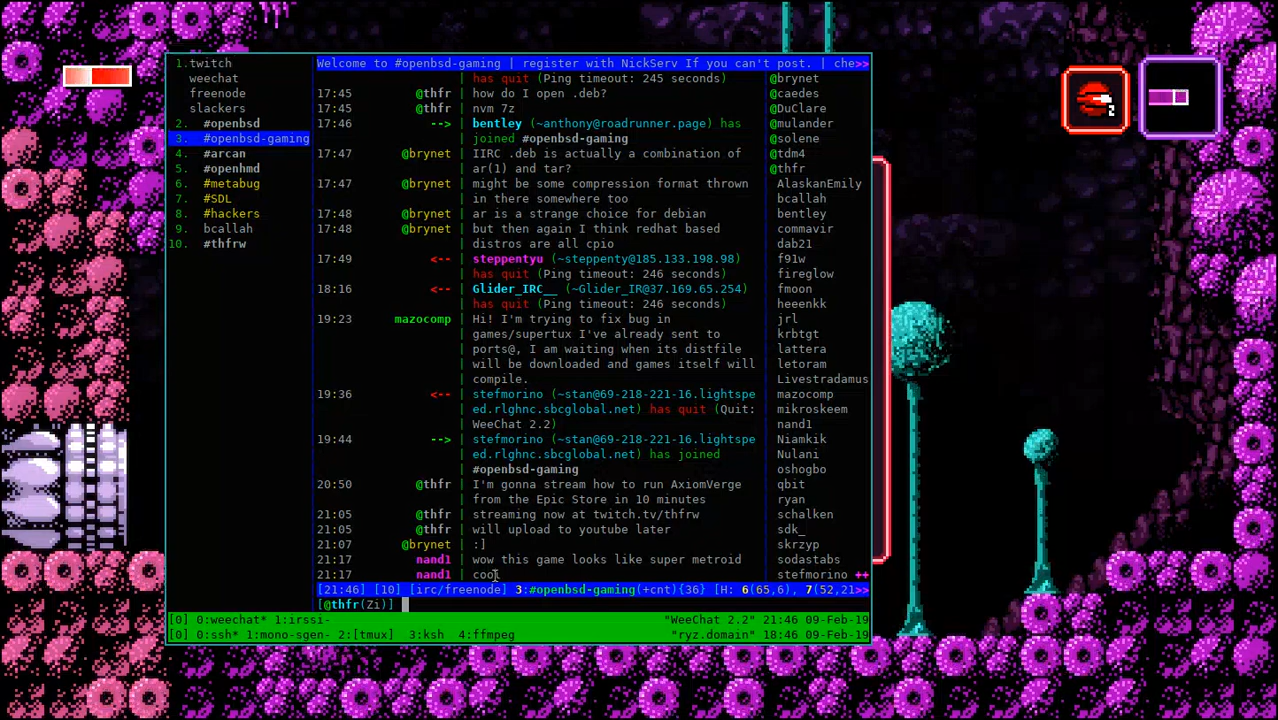 1.twitch
weechat
freenode
slackers
2. #openbsd
3. #openbsd-gaming
4. #arcan
5. #openhmd
6. #metabug
7. #SDL
8. #hackers
9. bcallah
10. #thfrw
Welcome to #openbsd-gaming | register with NickServ If you can't post. | che>>
| has quit (Ping timeout: 245 seconds)
17:45 @thfr | how do I open .deb?
17:45 @thfr | nvm 7z
17:46 --> | bentley (~anthony@roadrunner.page) has
| joined #openbsd-gaming
17:47 @brynet | IIRC .deb is actually a combination of
| ar(1) and tar?
17:47 @brynet | might be some compression format thrown
| in there somewhere too
17:48 @brynet | ar is a strange choice for debian
17:48 @brynet | but then again I think redhat based
| distros are all cpio
17:49 <-- | steppentyu (~steppenty@185.133.198.98)
| has quit (Ping timeout: 246 seconds)
18:16 <-- | Glider_IRC__ (~Glider_IR@37.169.65.254)
| has quit (Ping timeout: 246 seconds)
19:23 mazocomp | Hi! I'm trying to fix bug in
| games/supertux I've already sent to
| ports@, I am waiting when its distfile
| will be downloaded and games itself will
| compile.
19:36 <-- | stefmorino (~stan@69-218-221-16.lightspe
| ed.rlghnc.sbcglobal.net) has quit (Quit:
| WeeChat 2.2)
19:44 --> | stefmorino (~stan@69-218-221-16.lightspe
| ed.rlghnc.sbcglobal.net) has joined
| #openbsd-gaming
20:50 @thfr | I'm gonna stream how to run AxiomVerge
| from the Epic Store in 10 minutes
21:05 @thfr | streaming now at twitch.tv/thfrw
21:05 @thfr | will upload to youtube later
21:07 @brynet | :]
21:17 nand1 | wow this game looks like super metroid
21:17 nand1 | cool
@brynet
@caedes
@DuClare
@mulander
@solene
@tdm4
@thfr
AlaskanEmily
bcallah
bentley
commavir
dab21
f91w
fireglow
fmoon
heeenkk
jrl
krbtgt
lattera
letoram
Livestradamus
mazocomp
mikroskeem
nand1
Niamkik
Nulani
oshogbo
qbit
ryan
schalken
sdk_
skrzyp
sodastabs
stefmorino ++
[21:46] [10] [irc/freenode] 3:#openbsd-gaming(+cnt){36} [H: 6(65,6), 7(52,21>>
[@thfr(Zi)]
[0] 0:weechat* 1:irssi- "WeeChat 2.2" 21:46 09-Feb-19
[0] 0:ssh* 1:mono-sgen- 2:[tmux] 3:ksh 4:ffmpeg "ryz.domain" 18:46 09-Feb-19